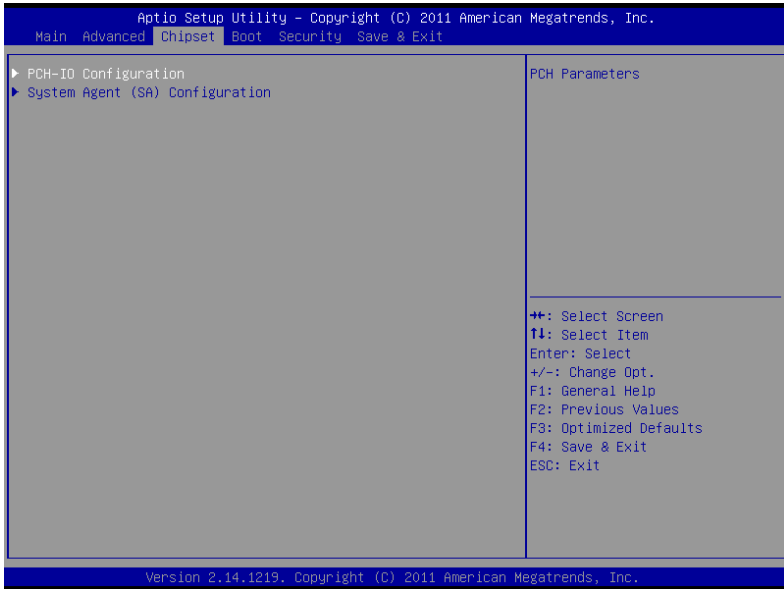 Aptio Setup Utility – Copyright (C) 2011 American Megatrends, Inc.
Main Advanced Chipset Boot Security Save & Exit
▶ PCH-IO Configuration
▶ System Agent (SA) Configuration
PCH Parameters
→←: Select Screen
↑↓: Select Item
Enter: Select
+/-: Change Opt.
F1: General Help
F2: Previous Values
F3: Optimized Defaults
F4: Save & Exit
ESC: Exit
Version 2.14.1219. Copyright (C) 2011 American Megatrends, Inc.